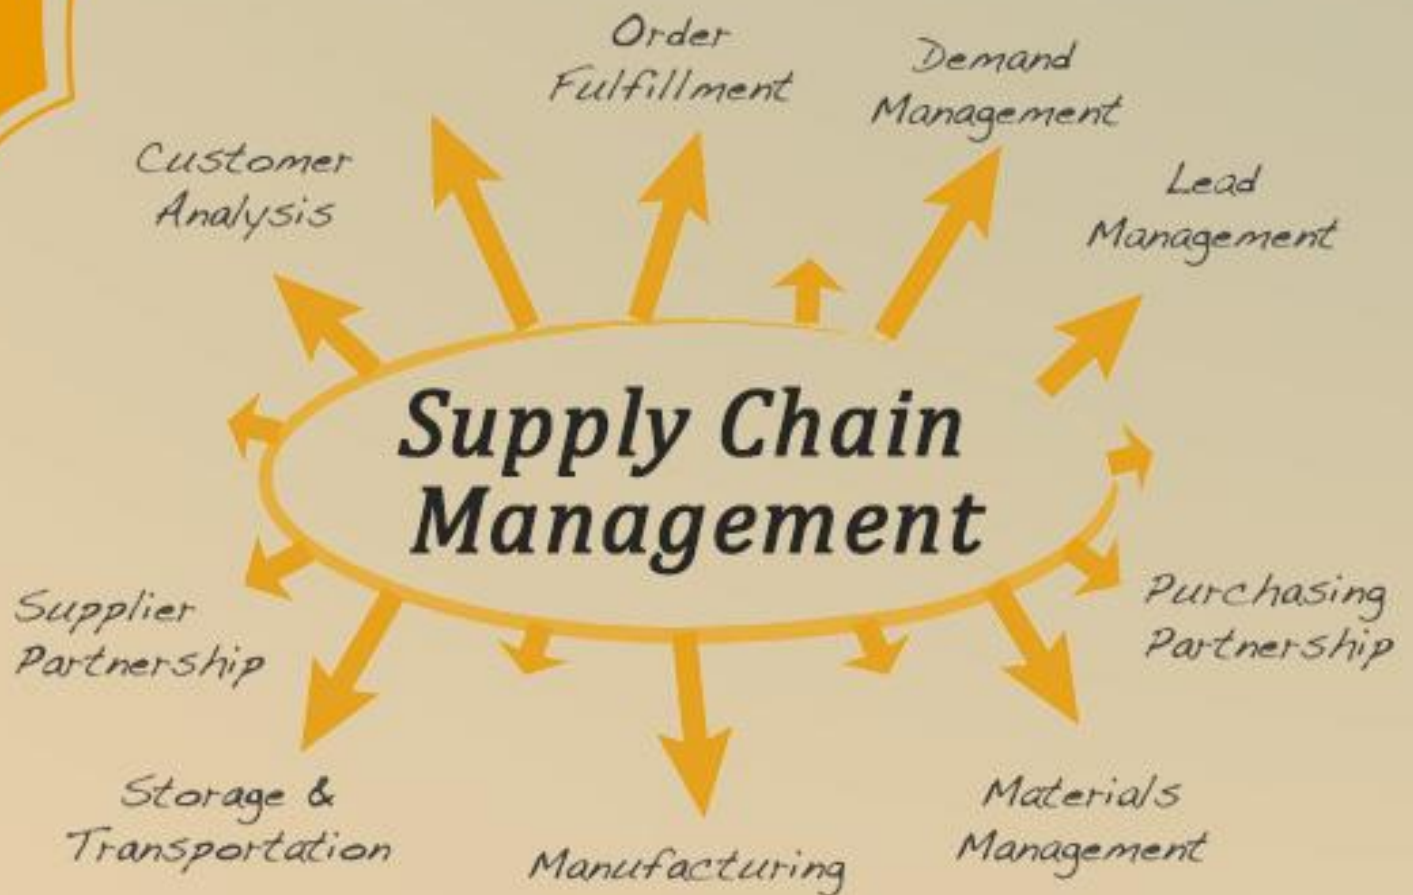 Order
Fulfillment
Demand
Management
Customer
Analysis
Lead
Management
Supply Chain
Management
Supplier
Partnership
Purchasing
Partnership
Storage &
Transportation
Manufacturing
Materials
Management